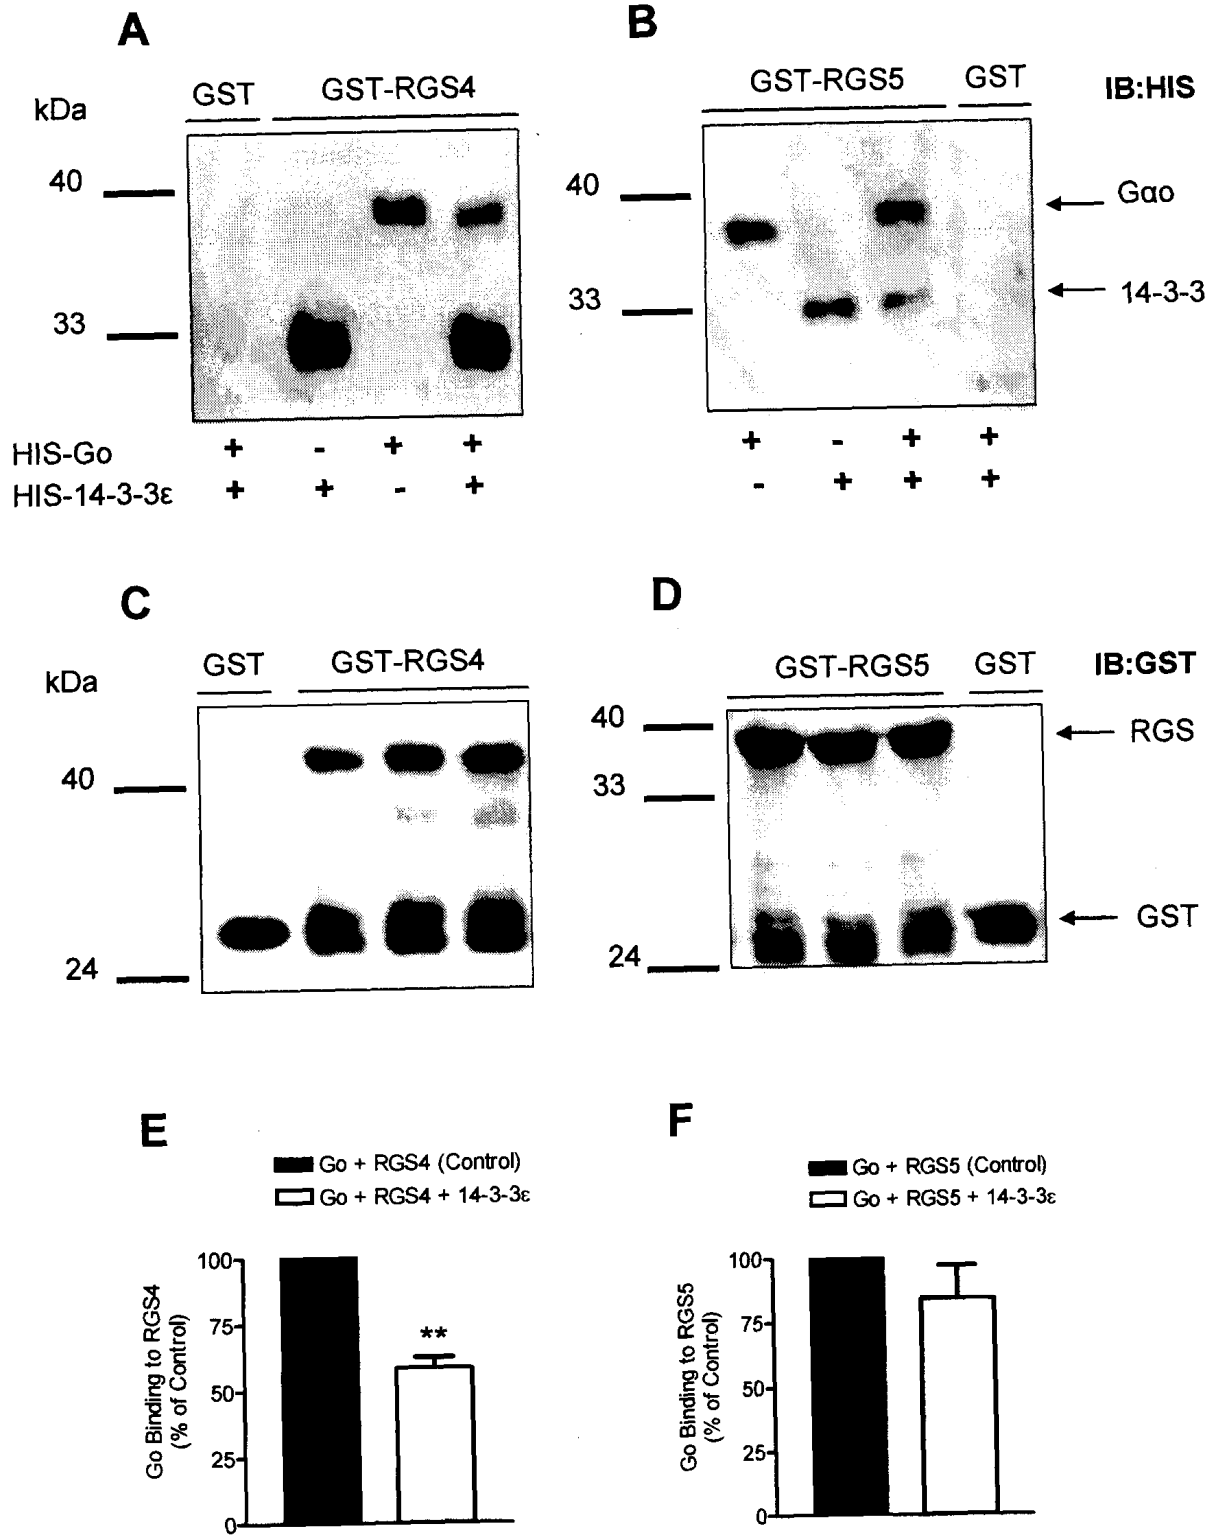 A
B
GST GST-RGS4
GST-RGS5 GST IB:HIS
kDa
40
33
40
33
Gαo
14-3-3
HIS-Go + - + +
HIS-14-3-3ε + + - +
+ - + +
- + + +
C
D
GST GST-RGS4
GST-RGS5 GST IB:GST
kDa
40
24
40
33
24
RGS
GST
E
Go + RGS4 (Control)
Go + RGS4 + 14-3-3ε
Go Binding to RGS4
(% of Control)
100
75
50
25
0
**
F
Go + RGS5 (Control)
Go + RGS5 + 14-3-3ε
Go Binding to RGS5
(% of Control)
100
75
50
25
0